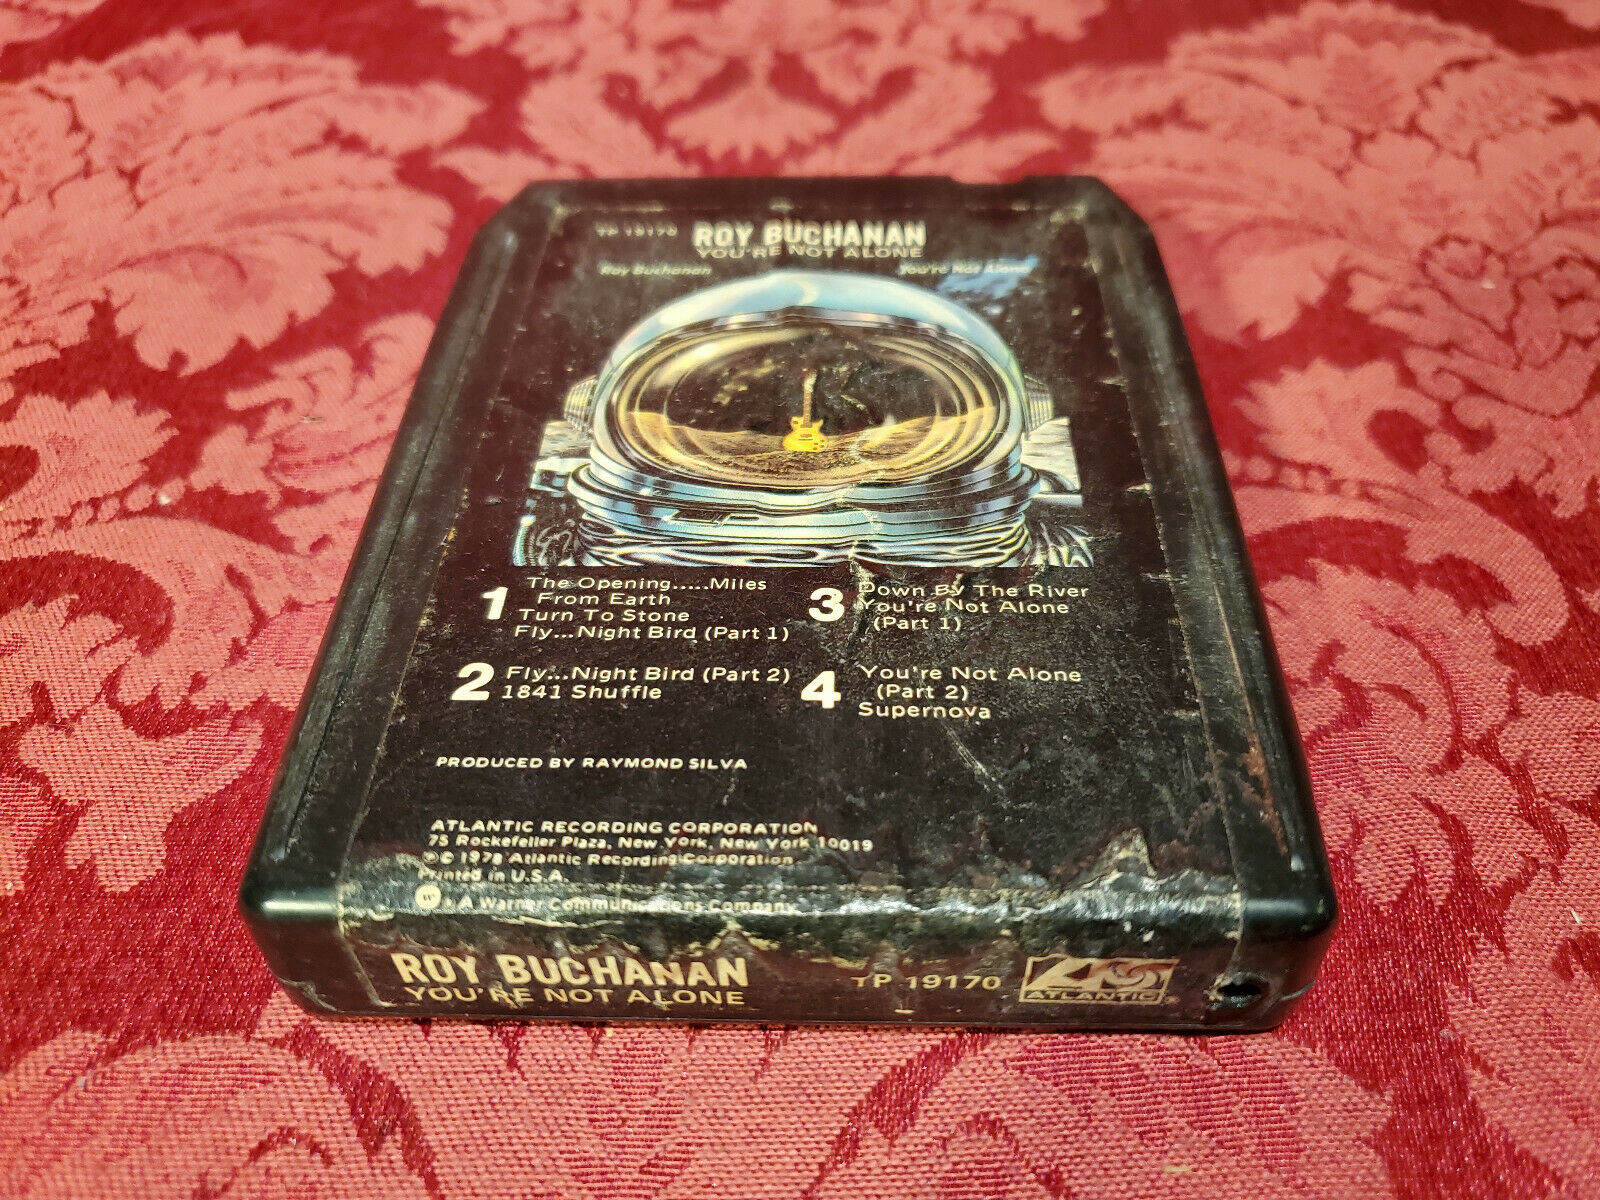 TP 19170 ROY BUCHANAN
YOU'RE NOT ALONE
Roy Buchanan You're Not Alone
1 The Opening.....Miles
From Earth
Turn To Stone
Fly...Night Bird (Part 1)
2 Fly...Night Bird (Part 2)
1841 Shuffle
3 Down By The River
You're Not Alone
(Part 1)
4 You're Not Alone
(Part 2)
Supernova
PRODUCED BY RAYMOND SILVA
ATLANTIC RECORDING CORPORATION
75 Rockefeller Plaza, New York, New York 10019
℗© 1978 Atlantic Recording Corporation
Printed in U.S.A.
A Warner Communications Company
ROY BUCHANAN
YOU'RE NOT ALONE
TP 19170
ATLANTIC®